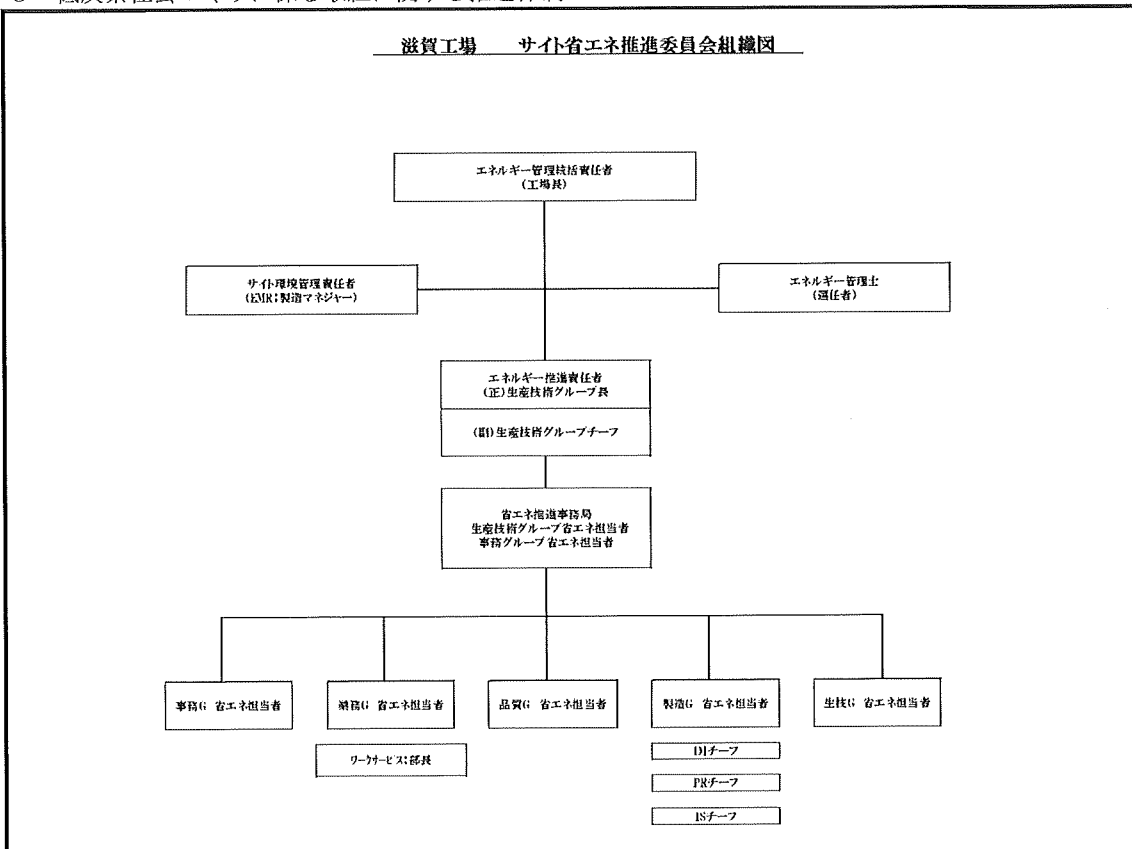 滋賀工場　サイト省エネ推進委員会組織図
エネルギー管理統括責任者
(工場長)
サイト環境管理責任者
(EMR:製造マネジャー)
エネルギー管理士
(選任者)
エネルギー推進責任者
(正)生産技術グループ長
(副)生産技術グループチーフ
省エネ推進事務局
生産技術グループ省エネ担当者
事務グループ省エネ担当者
事務G 省エネ担当者
業務G 省エネ担当者
品質G 省エネ担当者
製造G 省エネ担当者
生技G 省エネ担当者
ワークサービス:部長
DIチーフ
PRチーフ
ISチーフ